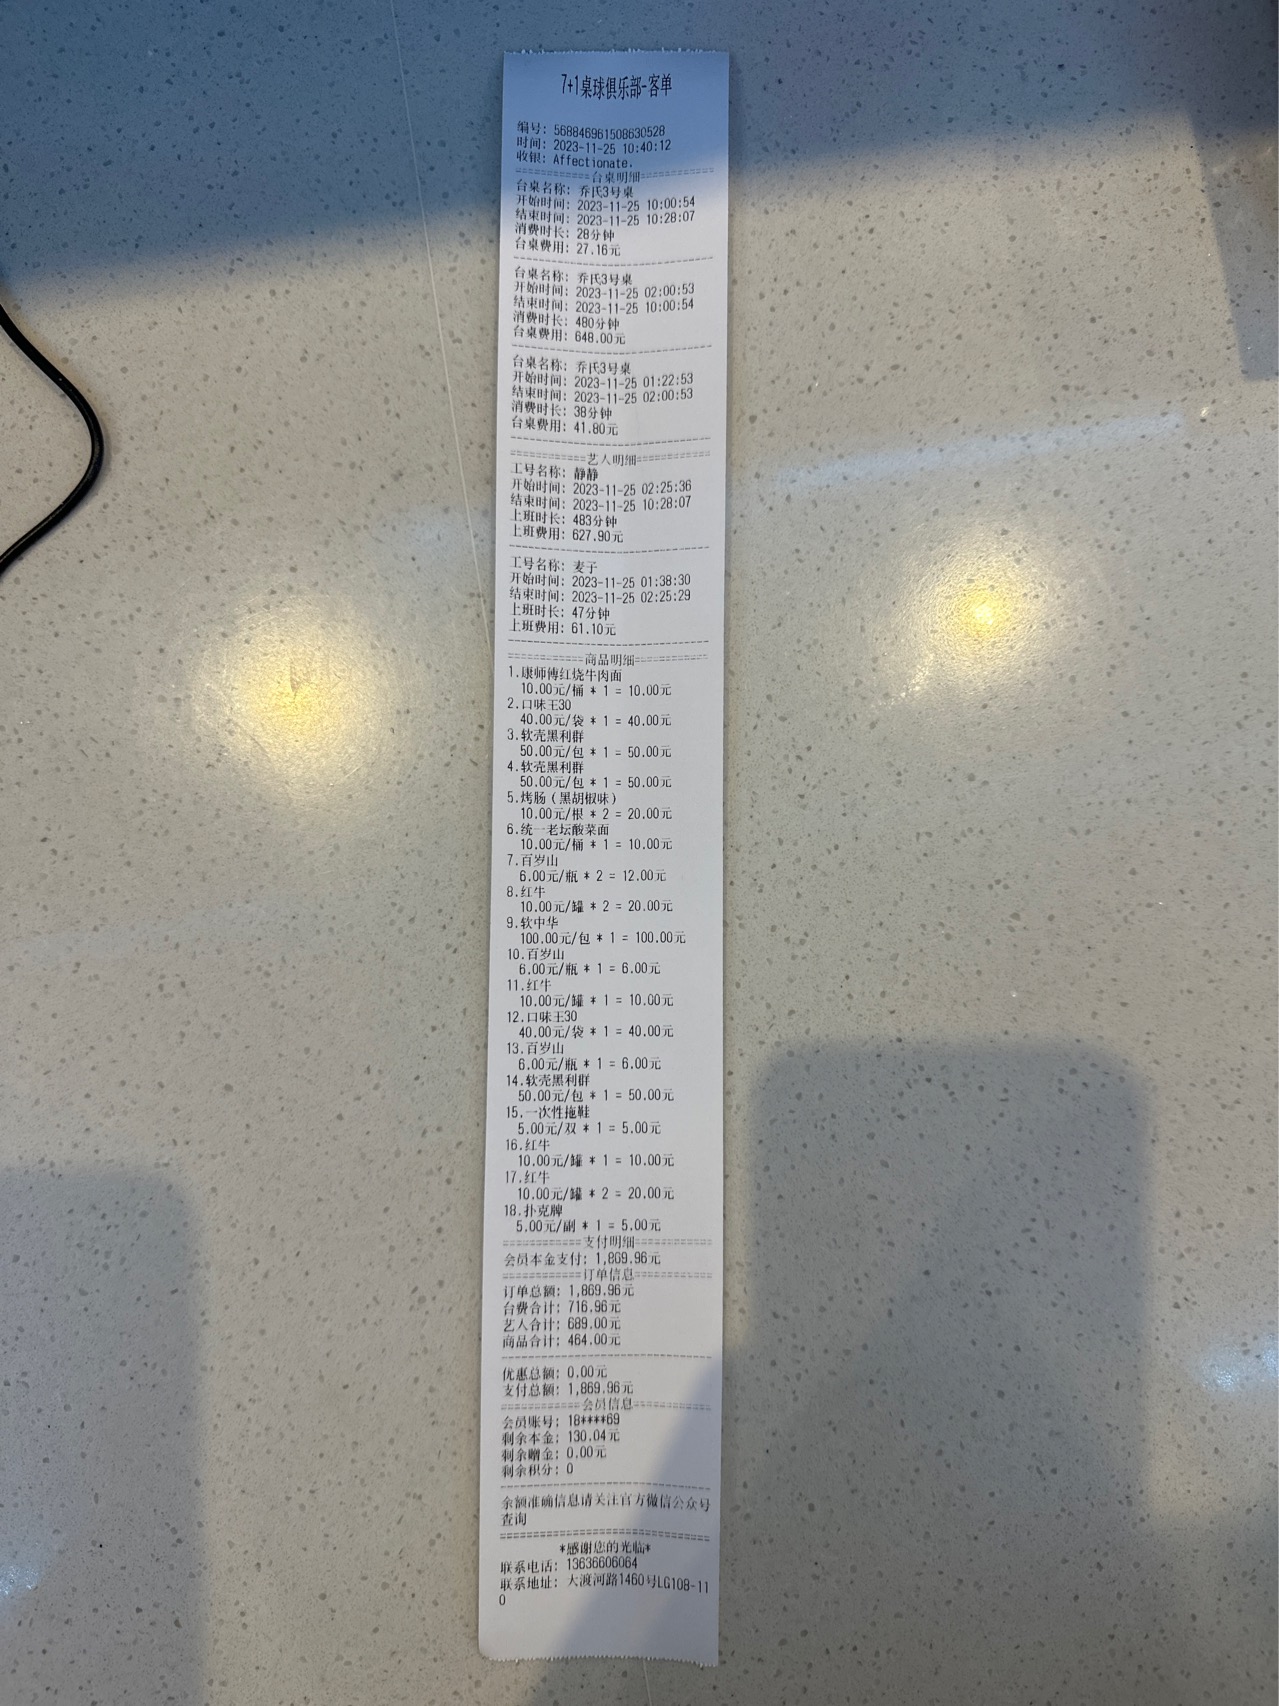 7+1桌球俱乐部-客单
编号: 568846961508630528
时间: 2023-11-25 10:40:12
收银: Affectionate.
==========台桌明细==========
台桌名称: 乔氏3号桌
开始时间: 2023-11-25 10:00:54
结束时间: 2023-11-25 10:28:07
消费时长: 28分钟
台桌费用: 27.16元
--------------------------------
台桌名称: 乔氏3号桌
开始时间: 2023-11-25 02:00:53
结束时间: 2023-11-25 10:00:54
消费时长: 480分钟
台桌费用: 648.00元
--------------------------------
台桌名称: 乔氏3号桌
开始时间: 2023-11-25 01:22:53
结束时间: 2023-11-25 02:00:53
消费时长: 38分钟
台桌费用: 41.80元
--------------------------------
==========艺人明细==========
工号名称: 静静
开始时间: 2023-11-25 02:25:36
结束时间: 2023-11-25 10:28:07
上班时长: 483分钟
上班费用: 627.90元
--------------------------------
工号名称: 麦子
开始时间: 2023-11-25 01:38:30
结束时间: 2023-11-25 02:25:29
上班时长: 47分钟
上班费用: 61.10元
--------------------------------
==========商品明细==========
1.康师傅红烧牛肉面
10.00元/桶 * 1 = 10.00元
2.口味王30
40.00元/袋 * 1 = 40.00元
3.软壳黑利群
50.00元/包 * 1 = 50.00元
4.软壳黑利群
50.00元/包 * 1 = 50.00元
5.烤肠(黑胡椒味)
10.00元/根 * 2 = 20.00元
6.统一老坛酸菜面
10.00元/桶 * 1 = 10.00元
7.百岁山
6.00元/瓶 * 2 = 12.00元
8.红牛
10.00元/罐 * 2 = 20.00元
9.软中华
100.00元/包 * 1 = 100.00元
10.百岁山
6.00元/瓶 * 1 = 6.00元
11.红牛
10.00元/罐 * 1 = 10.00元
12.口味王30
40.00元/袋 * 1 = 40.00元
13.百岁山
6.00元/瓶 * 1 = 6.00元
14.软壳黑利群
50.00元/包 * 1 = 50.00元
15.一次性拖鞋
5.00元/双 * 1 = 5.00元
16.红牛
10.00元/罐 * 1 = 10.00元
17.红牛
10.00元/罐 * 2 = 20.00元
18.扑克牌
5.00元/副 * 1 = 5.00元
==========支付明细==========
会员本金支付: 1,869.96元
==========订单信息==========
订单总额: 1,869.96元
台费合计: 716.96元
艺人合计: 689.00元
商品合计: 464.00元
--------------------------------
优惠总额: 0.00元
支付总额: 1,869.96元
==========会员信息==========
会员账号: 18****69
剩余本金: 130.04元
剩余赠金: 0.00元
剩余积分: 0
--------------------------------
余额准确信息请关注官方微信公众号
查询
================================
*感谢您的光临*
联系电话: 13636606064
联系地址: 大渡河路1460号LG108-11
0